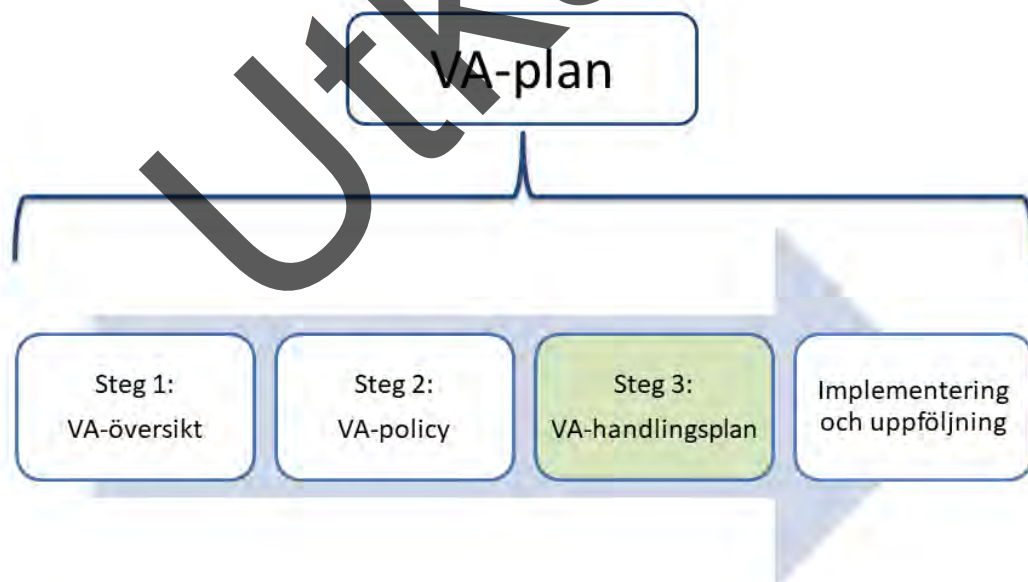 VA-plan
Steg 1:
VA-översikt
Steg 2:
VA-policy
Steg 3:
VA-handlingsplan
Implementering
och uppföljning